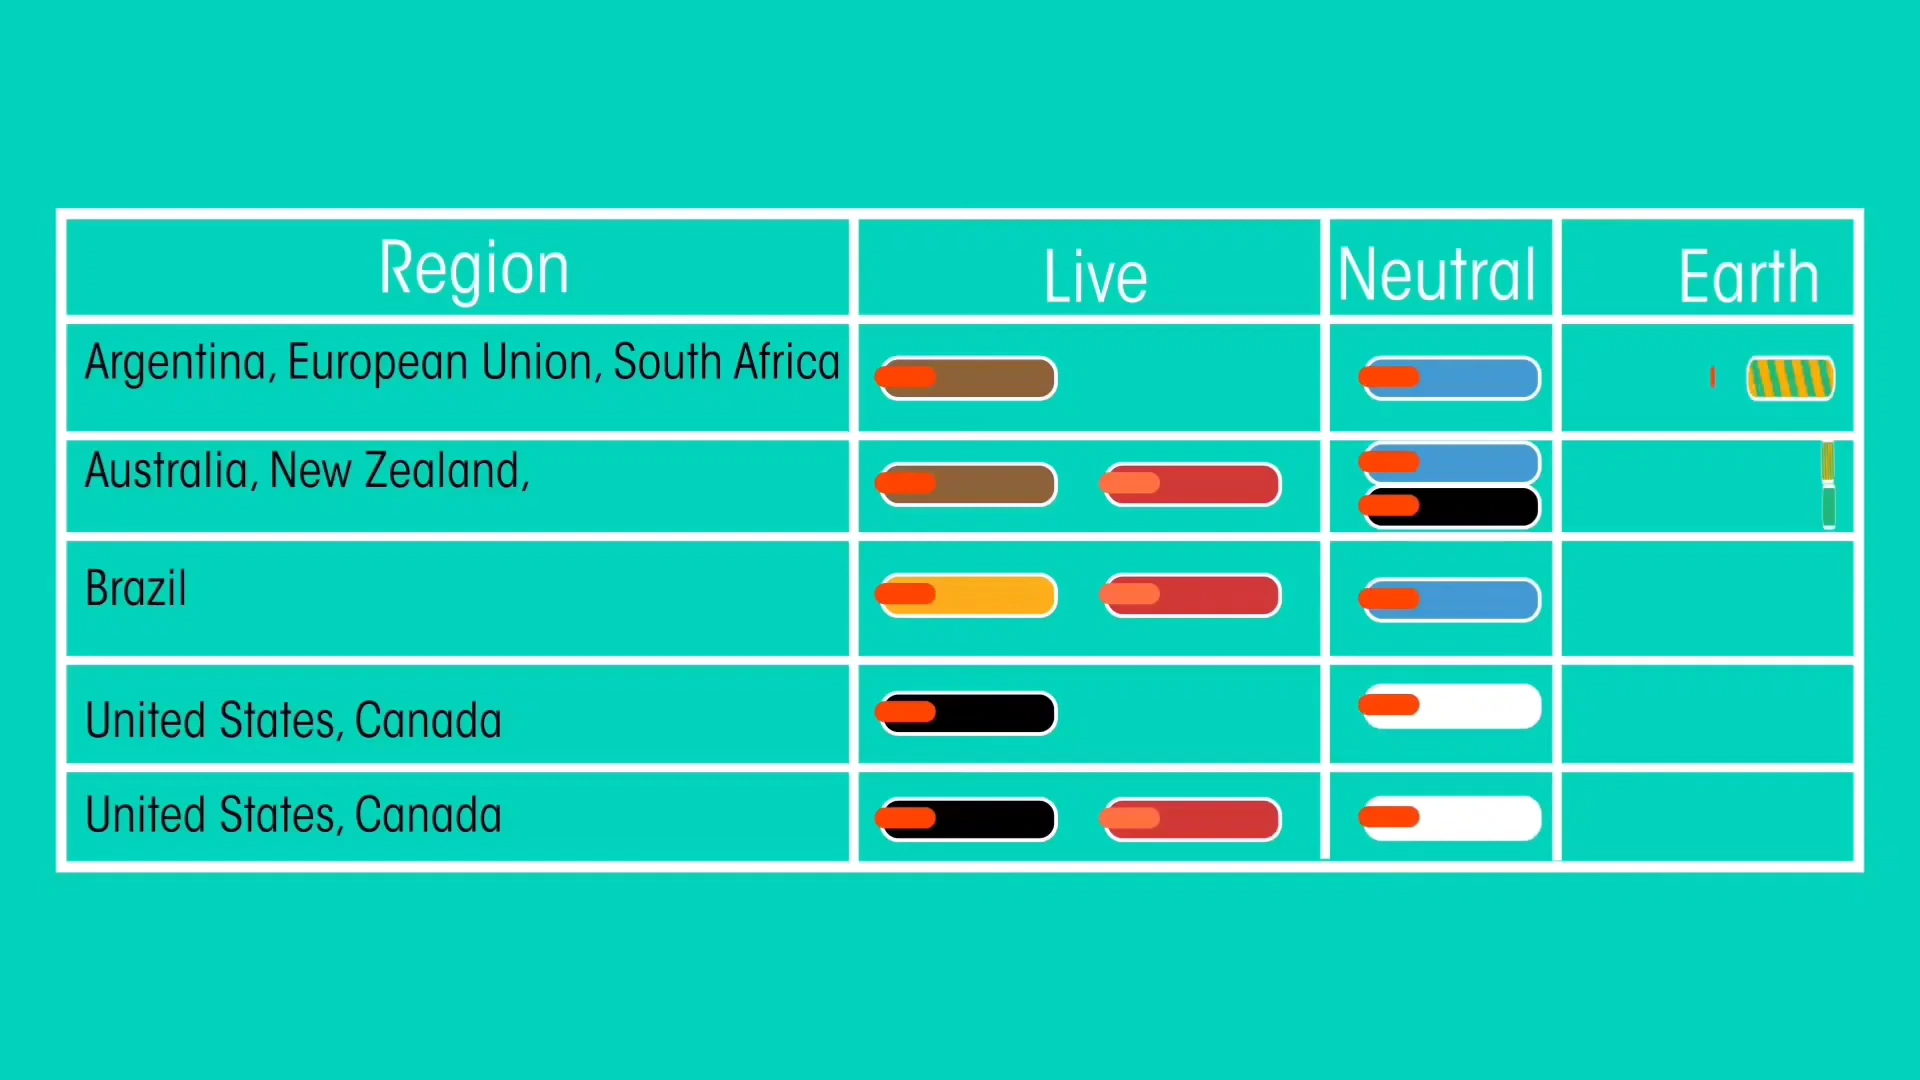 Region
Live
Neutral
Earth
Argentina, European Union, South Africa
Australia, New Zealand,
Brazil
United States, Canada
United States, Canada